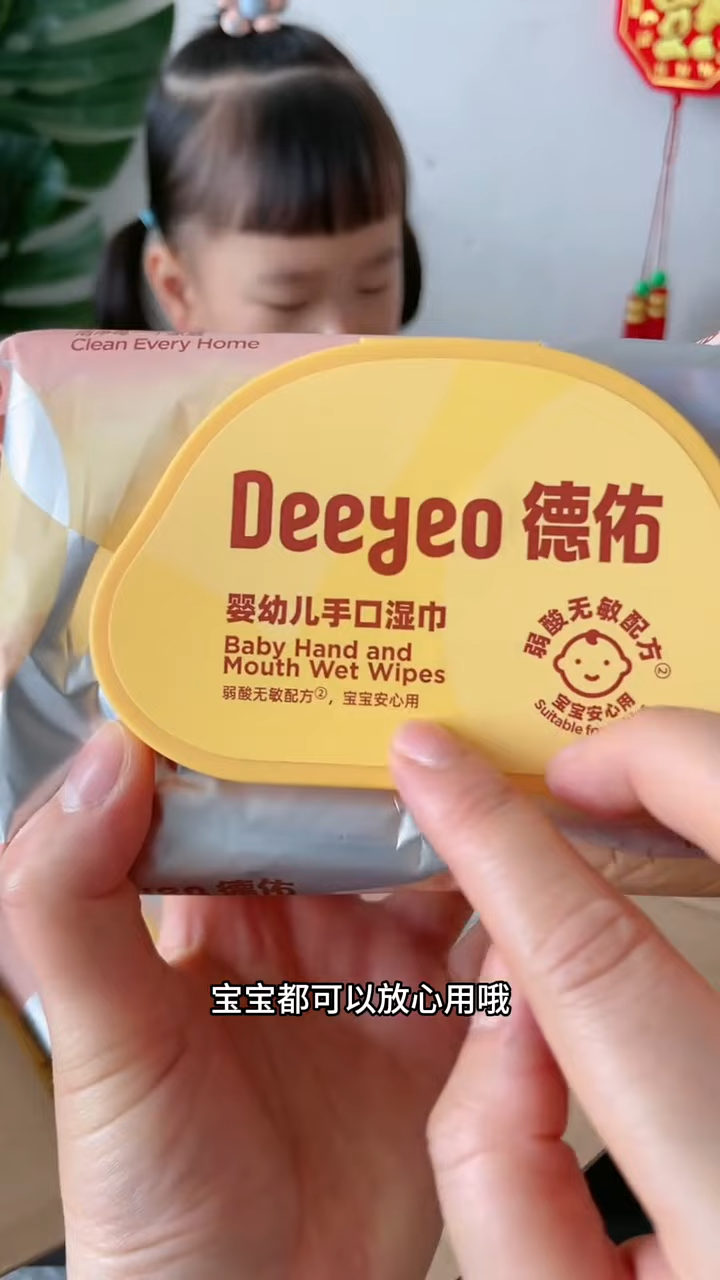 Clean Every Home
Deeyeo 德佑
婴幼儿手口湿巾
Baby Hand and
Mouth Wet Wipes
弱酸无敏配方②，宝宝安心用
弱酸无敏配方②
宝宝安心用
Suitable for
德佑
宝宝都可以放心用哦